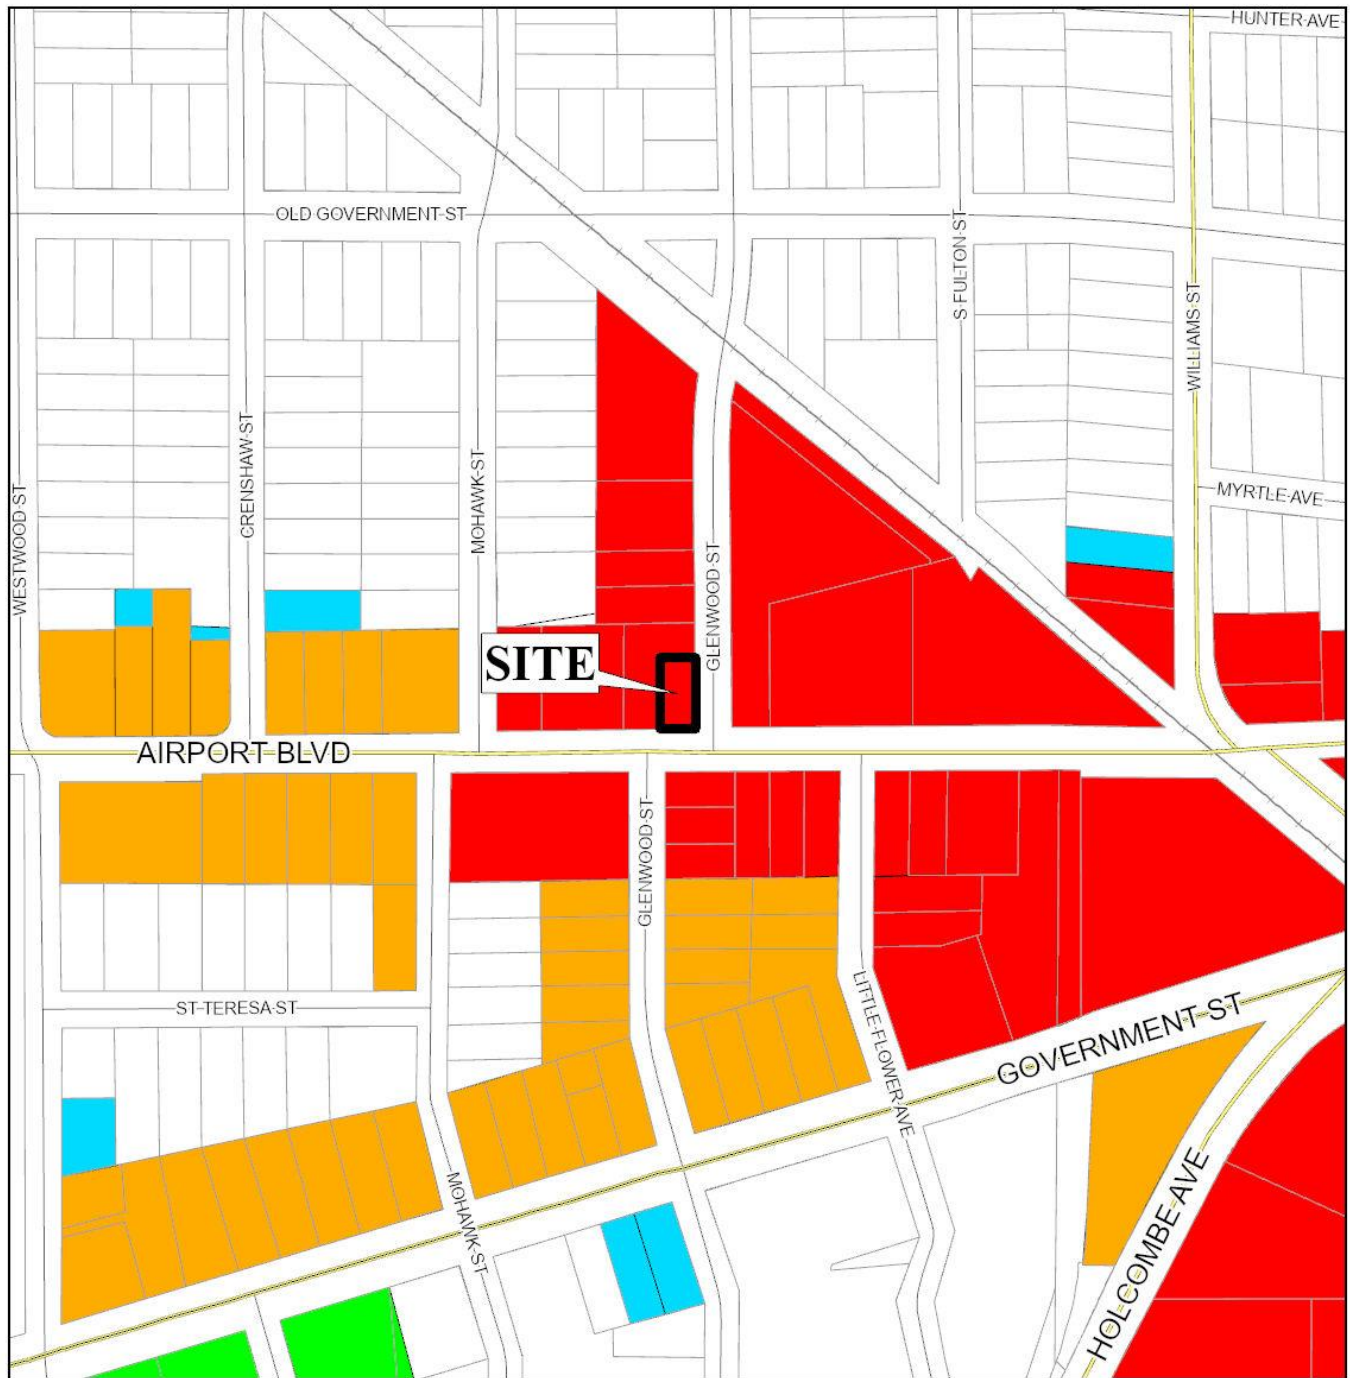 HUNTER AVE
OLD GOVERNMENT ST
S FULTON ST
WILLIAMS ST
CRENSHAW ST
MOHAWK ST
WESTWOOD ST
MYRTLE AVE
GLENWOOD ST
SITE
AIRPORT BLVD
GLENWOOD ST
ST TERESA ST
LITTLE FLOWER AVE
GOVERNMENT ST
MOHAWK ST
HOLCOMBE AVE